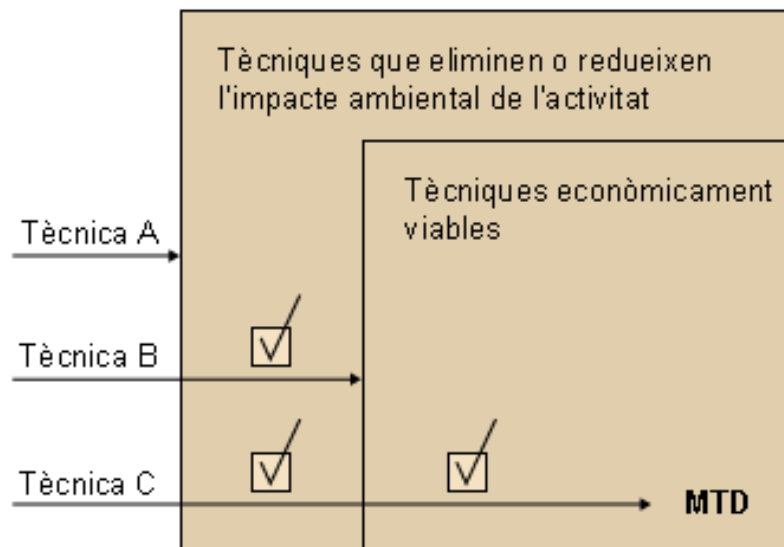 Tècniques que eliminen o redueixen
l'impacte ambiental de l'activitat
Tècniques econòmicament
viables
Tècnica A
Tècnica B
Tècnica C
MTD